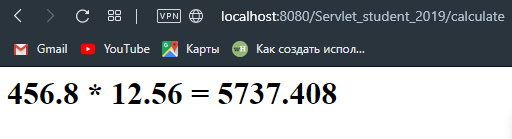 VPN localhost:8080/Servlet_student_2019/calculate
Gmail YouTube Карты Как создать испол...
456.8 * 12.56 = 5737.408